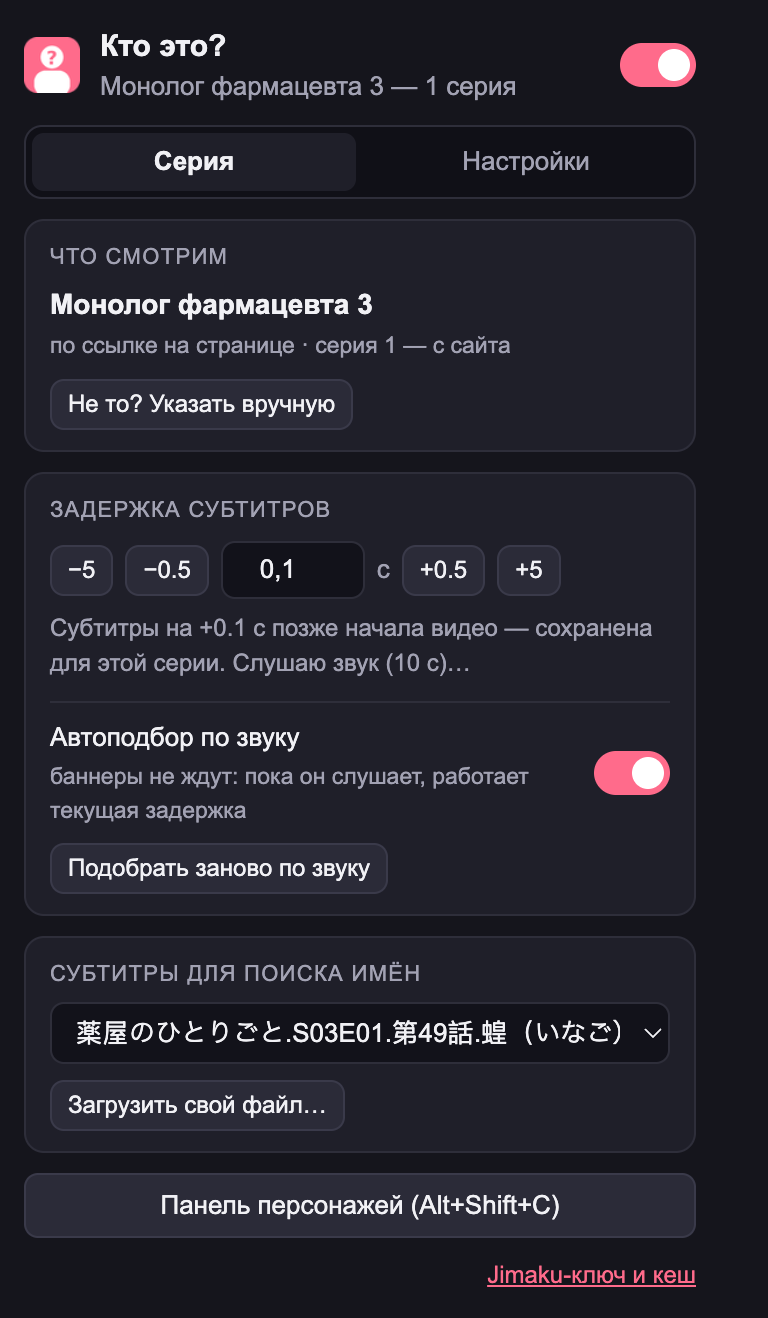 ?
Кто это?
Монолог фармацевта 3 — 1 серия
Серия
Настройки
ЧТО СМОТРИМ
Монолог фармацевта 3
по ссылке на странице · серия 1 — с сайта
Не то? Указать вручную
ЗАДЕРЖКА СУБТИТРОВ
−5 −0.5 0,1 с +0.5 +5
Субтитры на +0.1 с позже начала видео — сохранена
для этой серии. Слушаю звук (10 с)…
Автоподбор по звуку
баннеры не ждут: пока он слушает, работает
текущая задержка
Подобрать заново по звуку
СУБТИТРЫ ДЛЯ ПОИСКА ИМЁН
薬屋のひとりごと.S03E01.第49話.蝗（いなご）
Загрузить свой файл…
Панель персонажей (Alt+Shift+C)
Jimaku-ключ и кеш